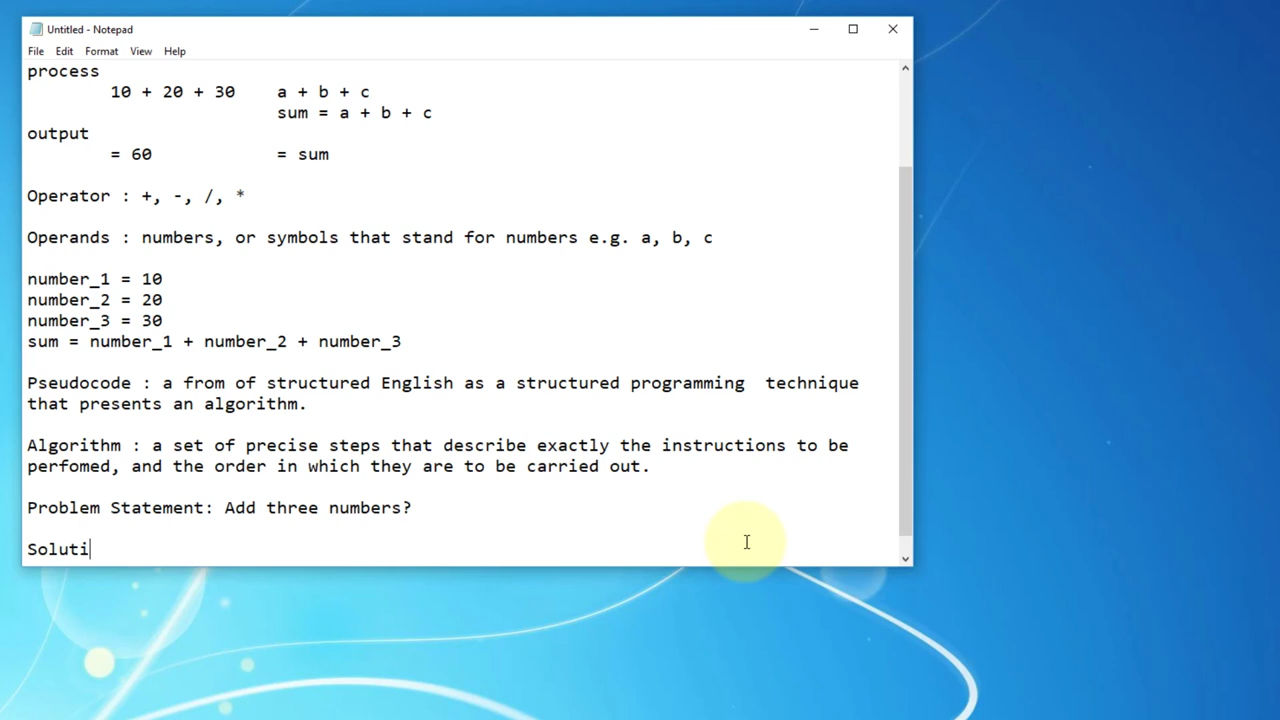 Untitled - Notepad
File Edit Format View Help
process
10 + 20 + 30 a + b + c
sum = a + b + c
output
= 60 = sum
Operator : +, -, /, *
Operands : numbers, or symbols that stand for numbers e.g. a, b, c
number_1 = 10
number_2 = 20
number_3 = 30
sum = number_1 + number_2 + number_3
Pseudocode : a from of structured English as a structured programming technique
that presents an algorithm.
Algorithm : a set of precise steps that describe exactly the instructions to be
perfomed, and the order in which they are to be carried out.
Problem Statement: Add three numbers?
Soluti